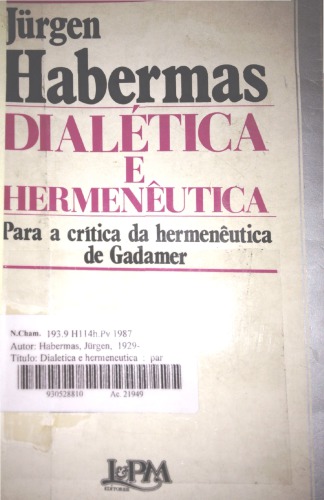 Jürgen
Habermas
DIALÉTICA
E
HERMENÊUTICA
Para a crítica da hermenêutica
de Gadamer
N.Cham. 193.9 H114h.Pv 1987
Autor: Habermas, Jürgen, 1929-
Título: Dialetica e hermeneutica : par
930528810 Ac. 21949
L&PM
EDITORES